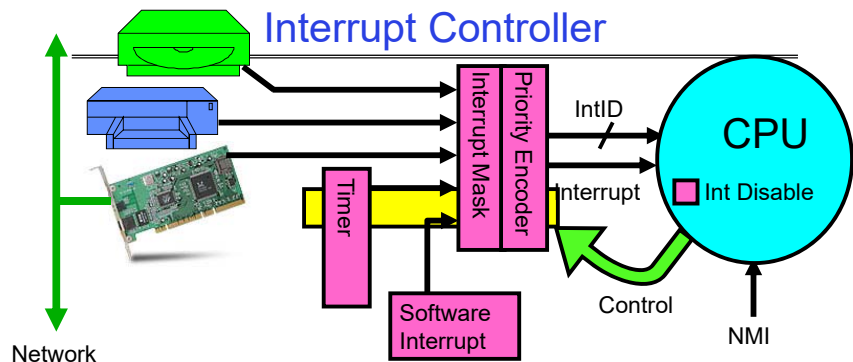 Interrupt Controller
Interrupt Mask
Priority Encoder
IntID
CPU
Timer
Interrupt
Int Disable
Software
Interrupt
Control
NMI
Network